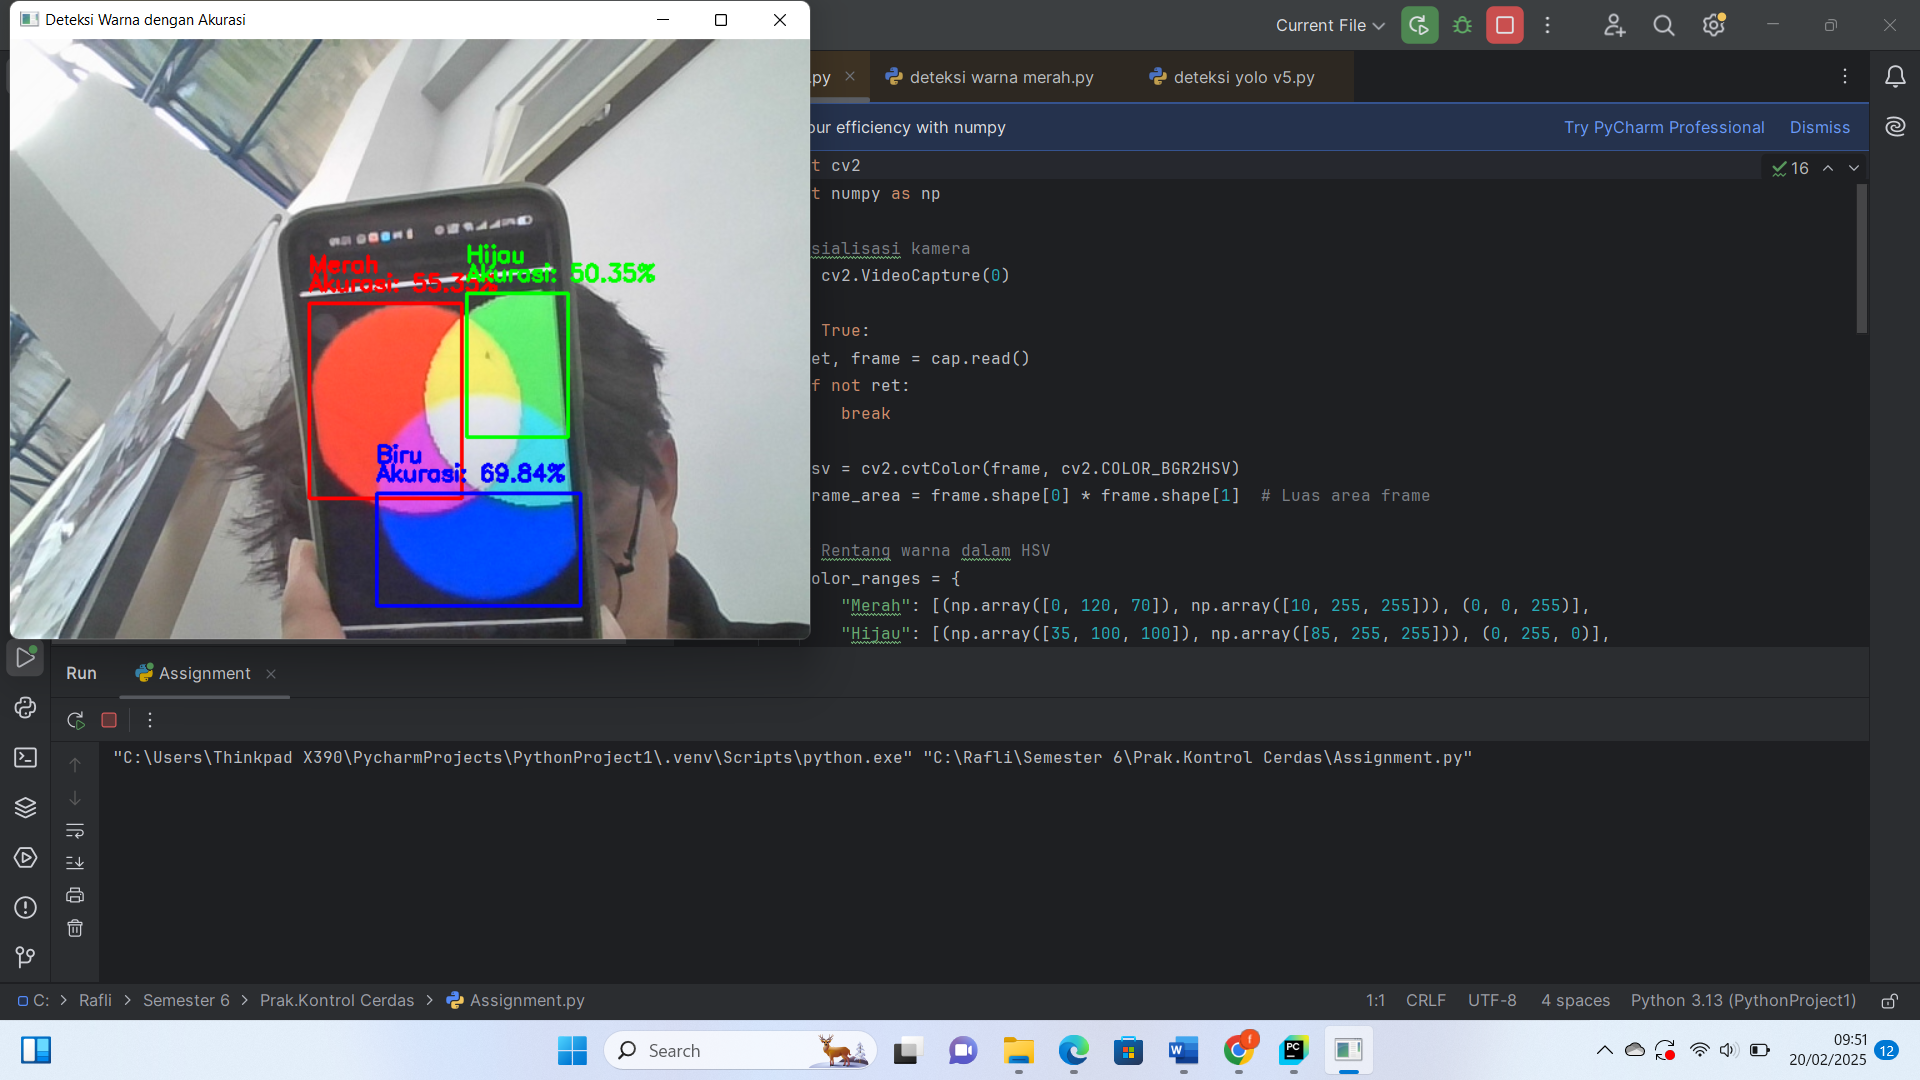 Deteksi Warna dengan Akurasi
Merah
Hijau
Akurasi: 50.35%
Biru
Akurasi: 69.84%
Current File
.py
deteksi warna merah.py
deteksi yolo v5.py
our efficiency with numpy
Try PyCharm Professional
Dismiss
16
t cv2
t numpy as np
sialisasi kamera
cv2.VideoCapture(0)
True:
et, frame = cap.read()
f not ret:
break
sv = cv2.cvtColor(frame, cv2.COLOR_BGR2HSV)
rame_area = frame.shape[0] * frame.shape[1]  # Luas area frame
Rentang warna dalam HSV
olor_ranges = {
"Merah": [(np.array([0, 120, 70]), np.array([10, 255, 255])), (0, 0, 255)],
"Hijau": [(np.array([35, 100, 100]), np.array([85, 255, 255])), (0, 255, 0)],
Run
Assignment
"C:\Users\Thinkpad X390\PycharmProjects\PythonProject1\.venv\Scripts\python.exe" "C:\Rafli\Semester 6\Prak.Kontrol Cerdas\Assignment.py"
C: > Rafli > Semester 6 > Prak.Kontrol Cerdas > Assignment.py
1:1 CRLF UTF-8 4 spaces Python 3.13 (PythonProject1)
Search
09:51
20/02/2025
12